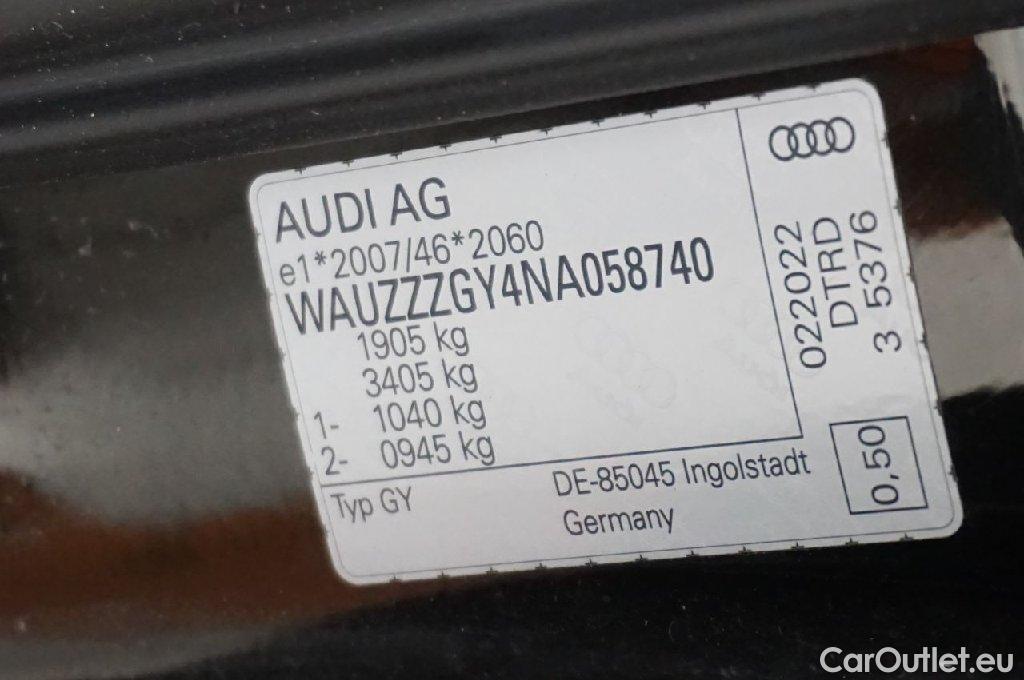 AUDI AG
e1*2007/46*2060
WAUZZZGY4NA058740
1905 kg
3405 kg
1- 1040 kg
2- 0945 kg
Typ GY
DE-85045 Ingolstadt
Germany
022022
DTRD
3 5376
0,50
CarOutlet.eu